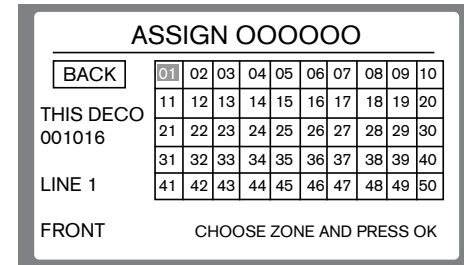 ASSIGN OOOOOO
BACK
01 02 03 04 05 06 07 08 09 10
THIS DECO
001016
11 12 13 14 15 16 17 18 19 20
21 22 23 24 25 26 27 28 29 30
31 32 33 34 35 36 37 38 39 40
LINE 1
41 42 43 44 45 46 47 48 49 50
FRONT
CHOOSE ZONE AND PRESS OK